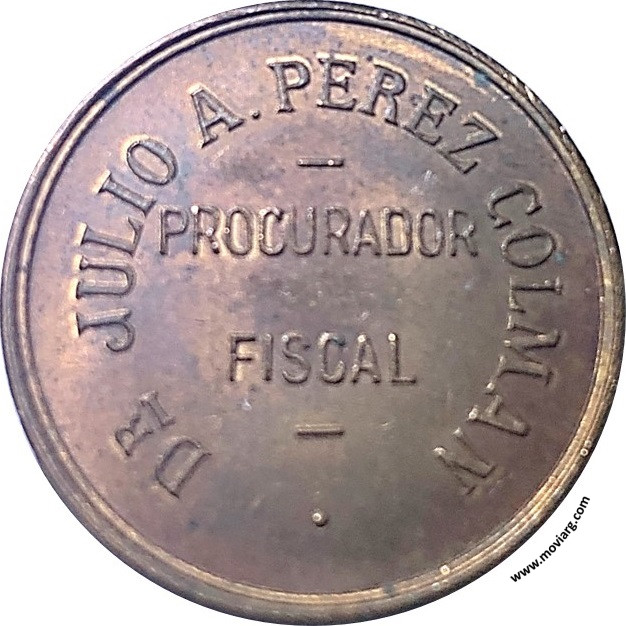 DR. JULIO A. PEREZ COLMAN
PROCURADOR
FISCAL
www.moviarg.com